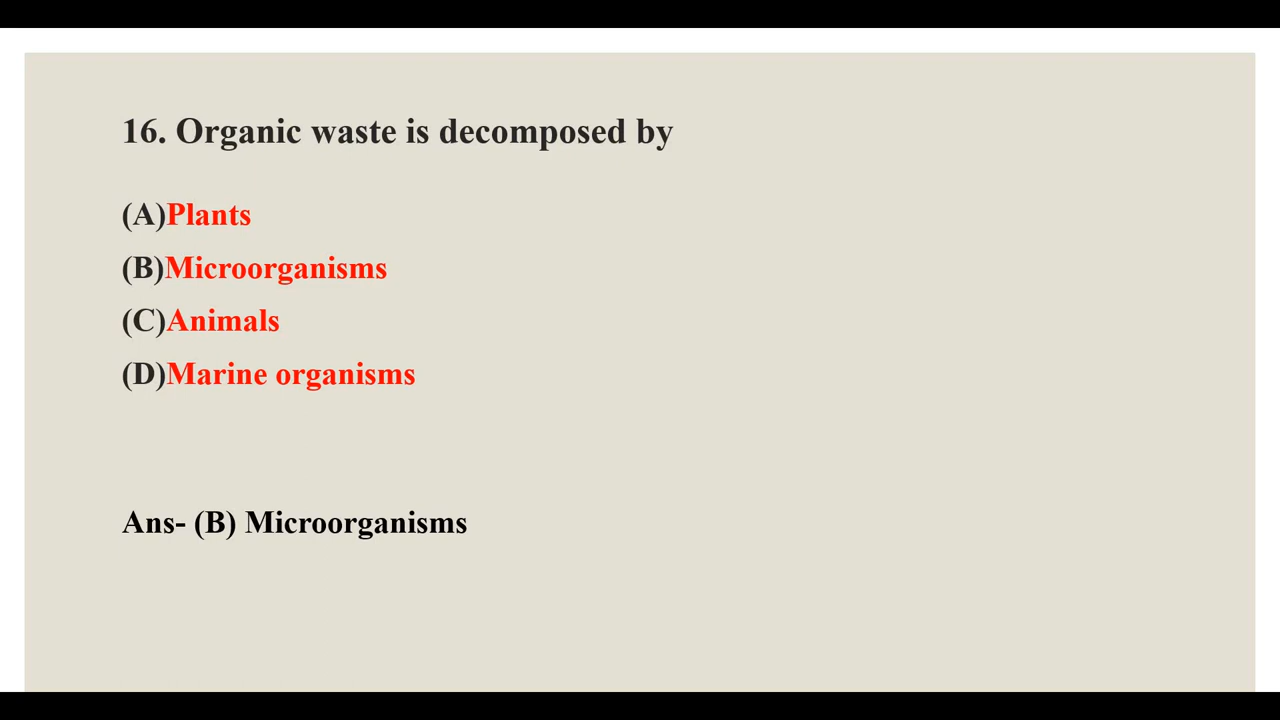 16. Organic waste is decomposed by
(A)Plants
(B)Microorganisms
(C)Animals
(D)Marine organisms
Ans- (B) Microorganisms